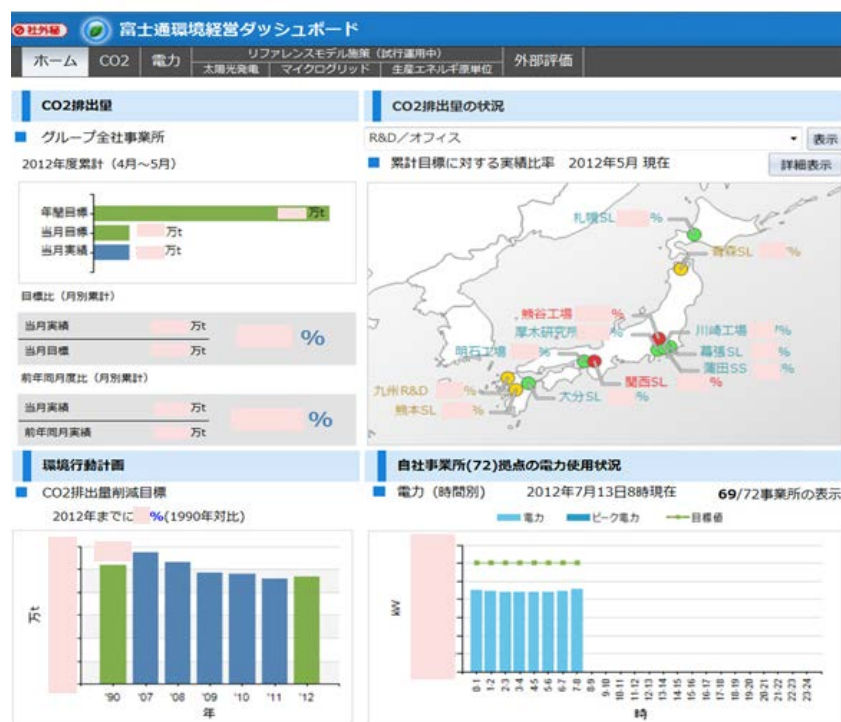 社外秘 富士通環境経営ダッシュボード
ホーム CO2 電力 リファレンスモデル施策（試行運用中） 外部評価
太陽光発電 マイクログリッド 生産エネルギ原単位
CO2排出量
グループ全社事業所
2012年度累計（4月～5月）
年間目標 万t
当月目標 万t
当月実績 万t
目標比（月別累計）
当月実績 万t
%
当月目標 万t
前年同月度比（月別累計）
当月実績 万t
%
前年同月実績 万t
CO2排出量の状況
R&D／オフィス 表示
累計目標に対する実績比率 2012年5月 現在 詳細表示
札幌SL %
青森SL %
熊谷工場 %
厚木研究所 %
川崎工場 %
明石工場 %
幕張SL %
蒲田SS %
関西SL %
九州R&D %
大分SL %
熊本SL %
環境行動計画
CO2排出量削減目標
2012年までに %(1990年対比)
万t
'90 '07 '08 '09 '10 '11 '12
年
自社事業所(72)拠点の電力使用状況
電力（時間別） 2012年7月13日8時現在 69/72事業所の表示
電力 ピーク電力 目標値
kW
0-1 1-2 2-3 3-4 4-5 5-6 6-7 7-8 8-9 9-10 10-11 11-12 12-13 13-14 14-15 15-16 16-17 17-18 18-19 19-20 20-21 21-22 22-23 23-24
時